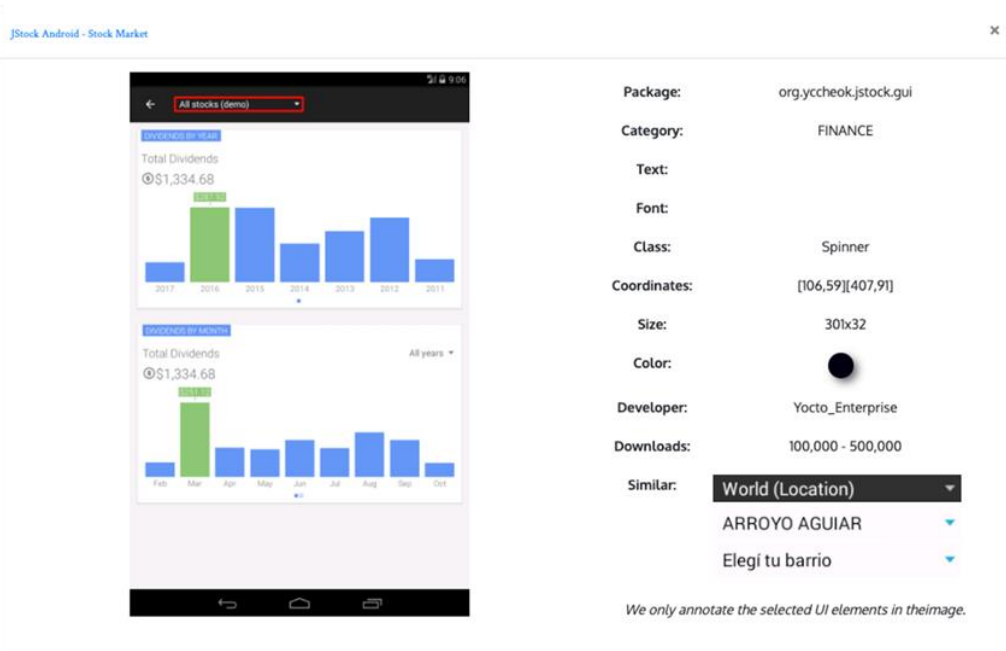 JStock Android - Stock Market
×
9:06
All stocks (demo)
DIVIDENDS BY YEAR
Total Dividends
$1,334.68
2017 2016 2015 2014 2013 2012 2011
DIVIDENDS BY MONTH
Total Dividends All years
$1,334.68
Feb Mar Apr May Jun Jul Aug Sep Oct
Package: org.yccheok.jstock.gui
Category: FINANCE
Text:
Font:
Class: Spinner
Coordinates: [106,59][407,91]
Size: 301x32
Color:
Developer: Yocto_Enterprise
Downloads: 100,000 - 500,000
Similar: World (Location)
ARROYO AGUIAR
Elegí tu barrio
We only annotate the selected UI elements in theimage.